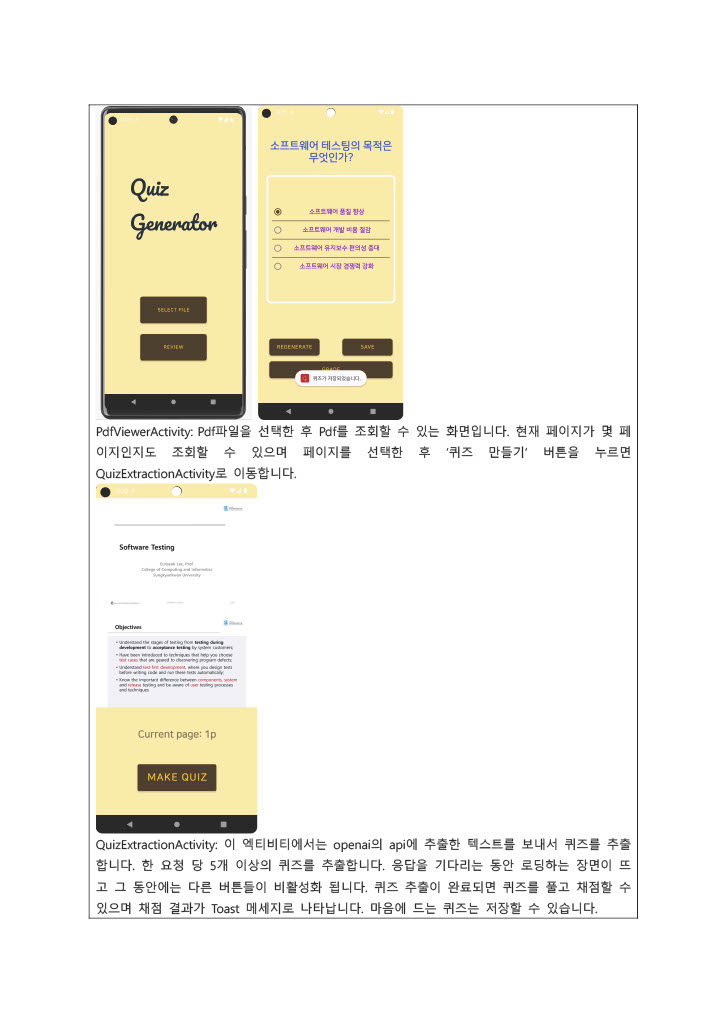 Quiz
Generator
SELECT FILE
REVIEW
소프트웨어 테스팅의 목적은
무엇인가?
소프트웨어 품질 향상
소프트웨어 개발 비용 절감
소프트웨어 유지보수 편의성 증대
소프트웨어 시장 경쟁력 강화
REGENERATE
SAVE
GRADE
퀴즈가 저장되었습니다.
PdfViewerActivity: Pdf파일을 선택한 후 Pdf를 조회할 수 있는 화면입니다. 현재 페이지가 몇 페
이지인지도 조회할 수 있으며 페이지를 선택한 후 '퀴즈 만들기' 버튼을 누르면
QuizExtractionActivity로 이동합니다.
Software Testing
College of Computing and Informatics
Sungkyunkwan University
Objectives
• Understand the stages of testing from testing during
development to acceptance testing by system customers;
• Have been introduced to techniques that help you choose
test cases that are geared to discovering program defects;
• Understand test-first development, where you design tests
before writing code and run these tests automatically;
• Know the important difference between components, system
and release testing and be aware of user testing processes
and techniques
Current page: 1p
MAKE QUIZ
QuizExtractionActivity: 이 엑티비티에서는 openai의 api에 추출한 텍스트를 보내서 퀴즈를 추출
합니다. 한 요청 당 5개 이상의 퀴즈를 추출합니다. 응답을 기다리는 동안 로딩하는 장면이 뜨
고 그 동안에는 다른 버튼들이 비활성화 됩니다. 퀴즈 추출이 완료되면 퀴즈를 풀고 채점할 수
있으며 채점 결과가 Toast 메세지로 나타납니다. 마음에 드는 퀴즈는 저장할 수 있습니다.